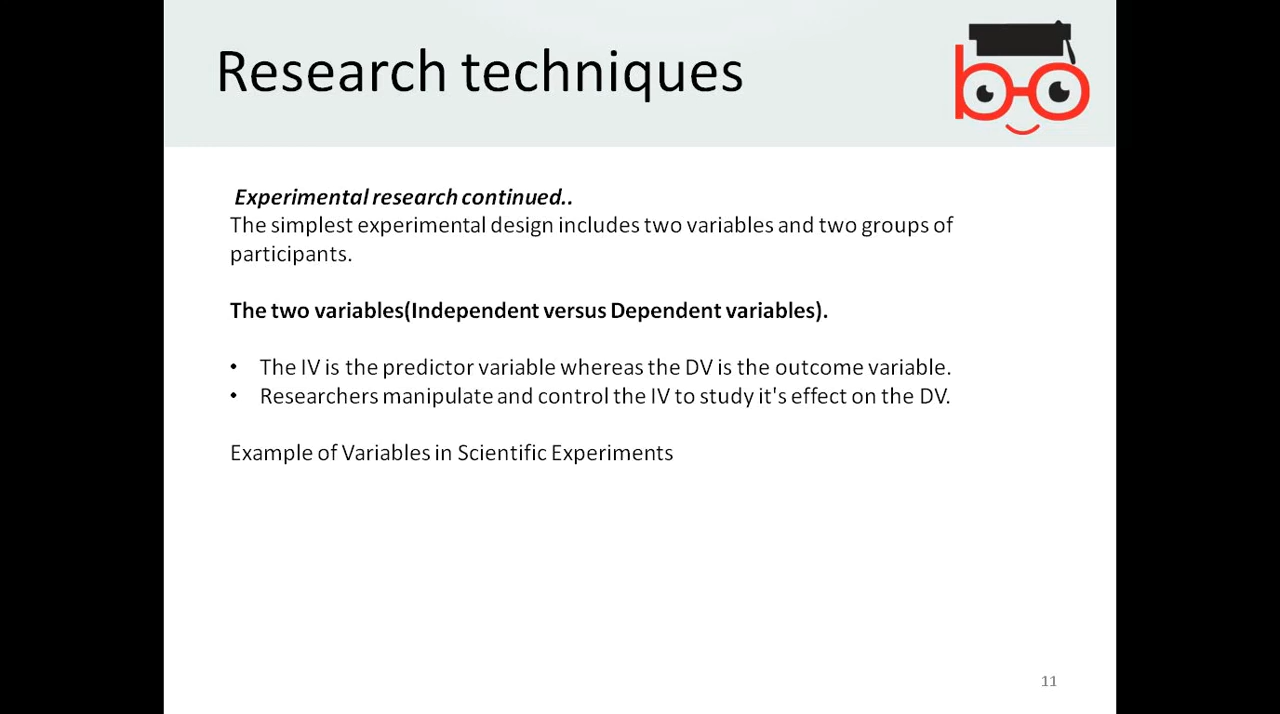 Research techniques
Experimental research continued..
The simplest experimental design includes two variables and two groups of
participants.
The two variables(Independent versus Dependent variables).
• The IV is the predictor variable whereas the DV is the outcome variable.
• Researchers manipulate and control the IV to study it's effect on the DV.
Example of Variables in Scientific Experiments
11